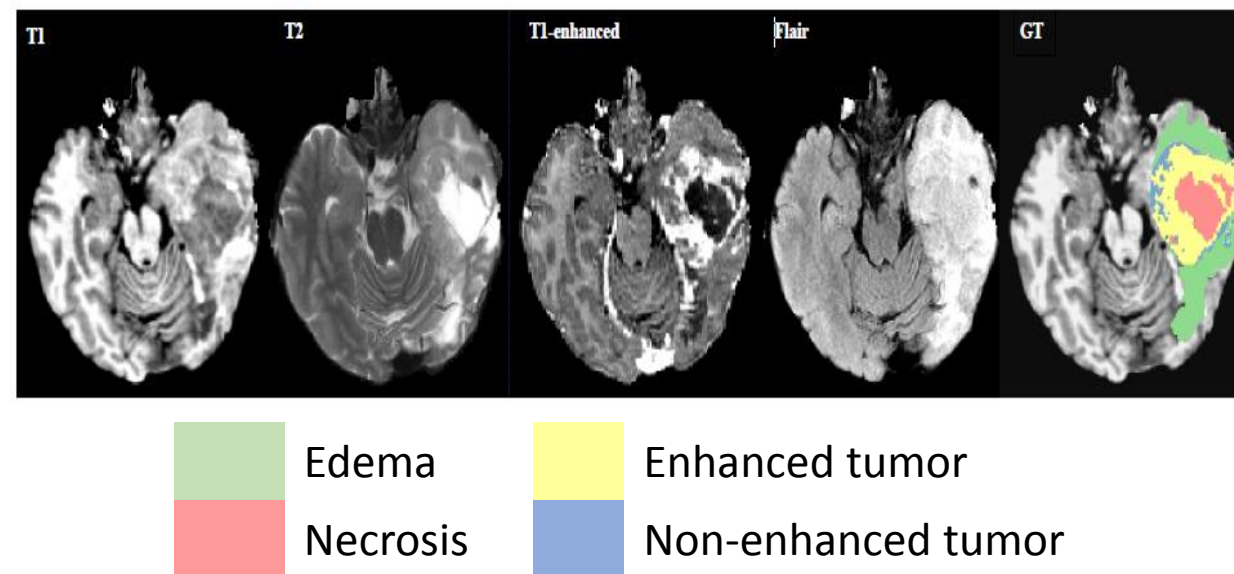 T1 T2 T1-enhanced Flair GT
Edema Enhanced tumor
Necrosis Non-enhanced tumor